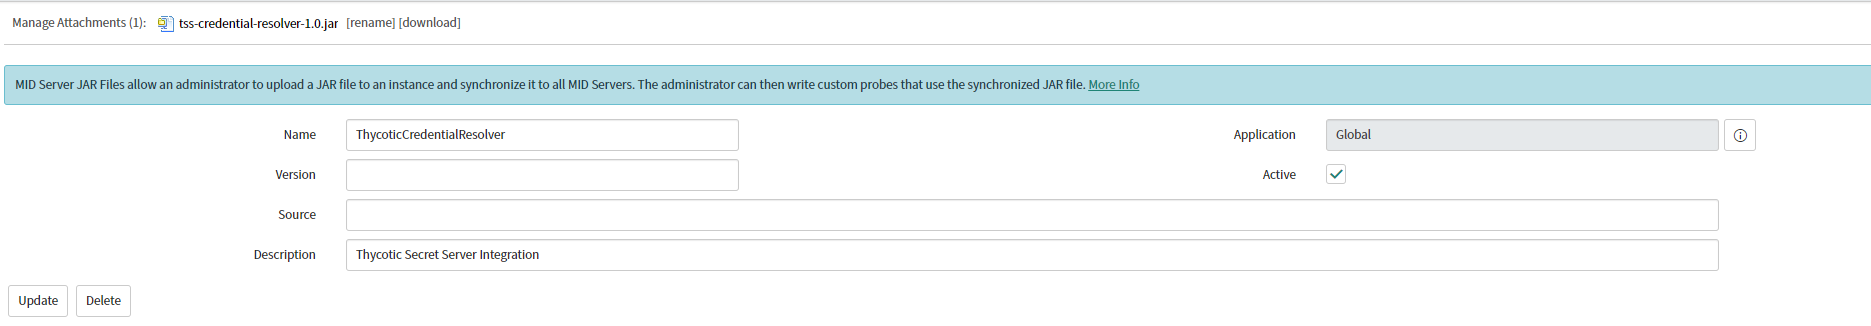 Manage Attachments (1): tss-credential-resolver-1.0.jar [rename] [download]
MID Server JAR Files allow an administrator to upload a JAR file to an instance and synchronize it to all MID Servers. The administrator can then write custom probes that use the synchronized JAR file. More Info
Name ThycoticCredentialResolver Application Global
Version Active
Source
Description Thycotic Secret Server Integration
Update Delete